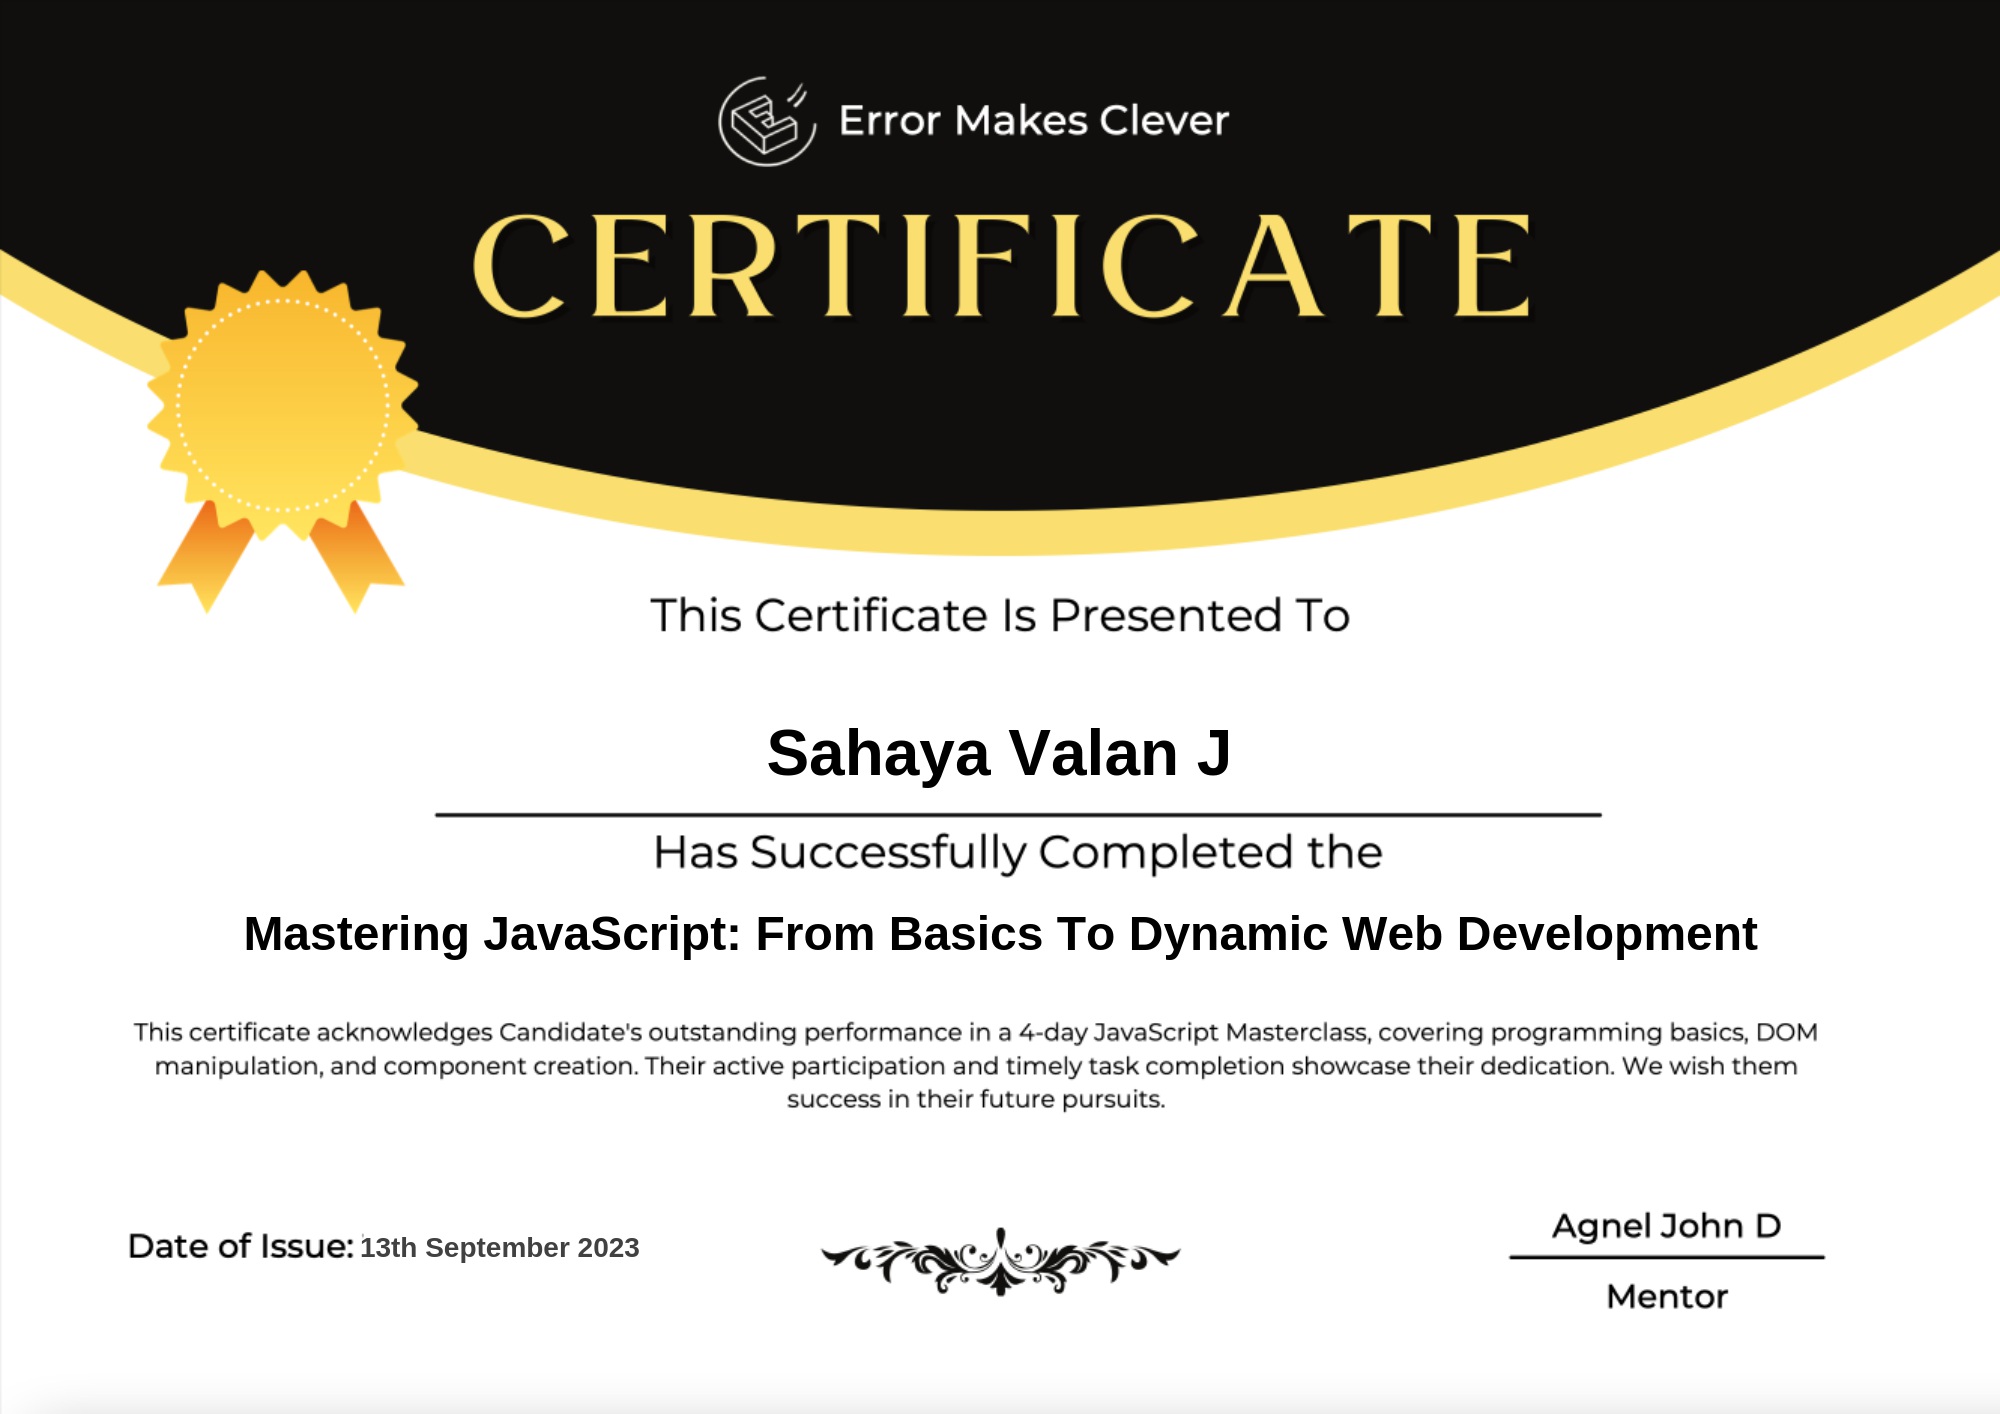 Error Makes Clever
CERTIFICATE
This Certificate Is Presented To
Sahaya Valan J
Has Successfully Completed the
Mastering JavaScript: From Basics To Dynamic Web Development
This certificate acknowledges Candidate's outstanding performance in a 4-day JavaScript Masterclass, covering programming basics, DOM
manipulation, and component creation. Their active participation and timely task completion showcase their dedication. We wish them
success in their future pursuits.
Date of Issue: 13th September 2023
Agnel John D
Mentor